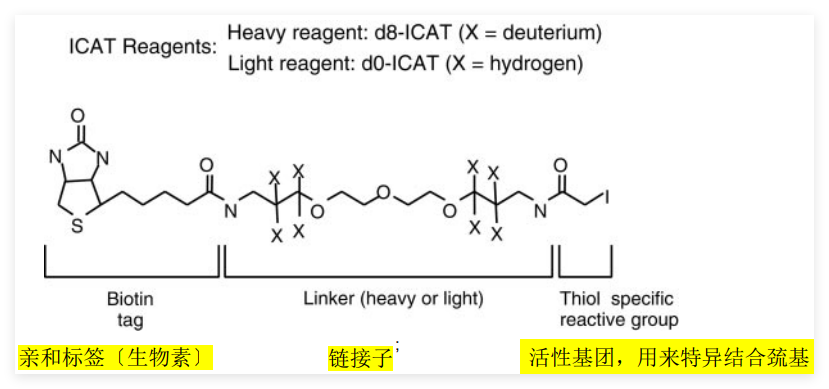 ICAT Reagents:
Heavy reagent: d8-ICAT (X = deuterium)
Light reagent: d0-ICAT (X = hydrogen)
O
N
N
S
O
N
X
X
X
X
O
O
O
X
X
X
X
N
O
I
Biotin
tag
Linker (heavy or light)
Thiol specific
reactive group
亲和标签〔生物素〕
链接子
;
活性基团，用来特异结合巯基